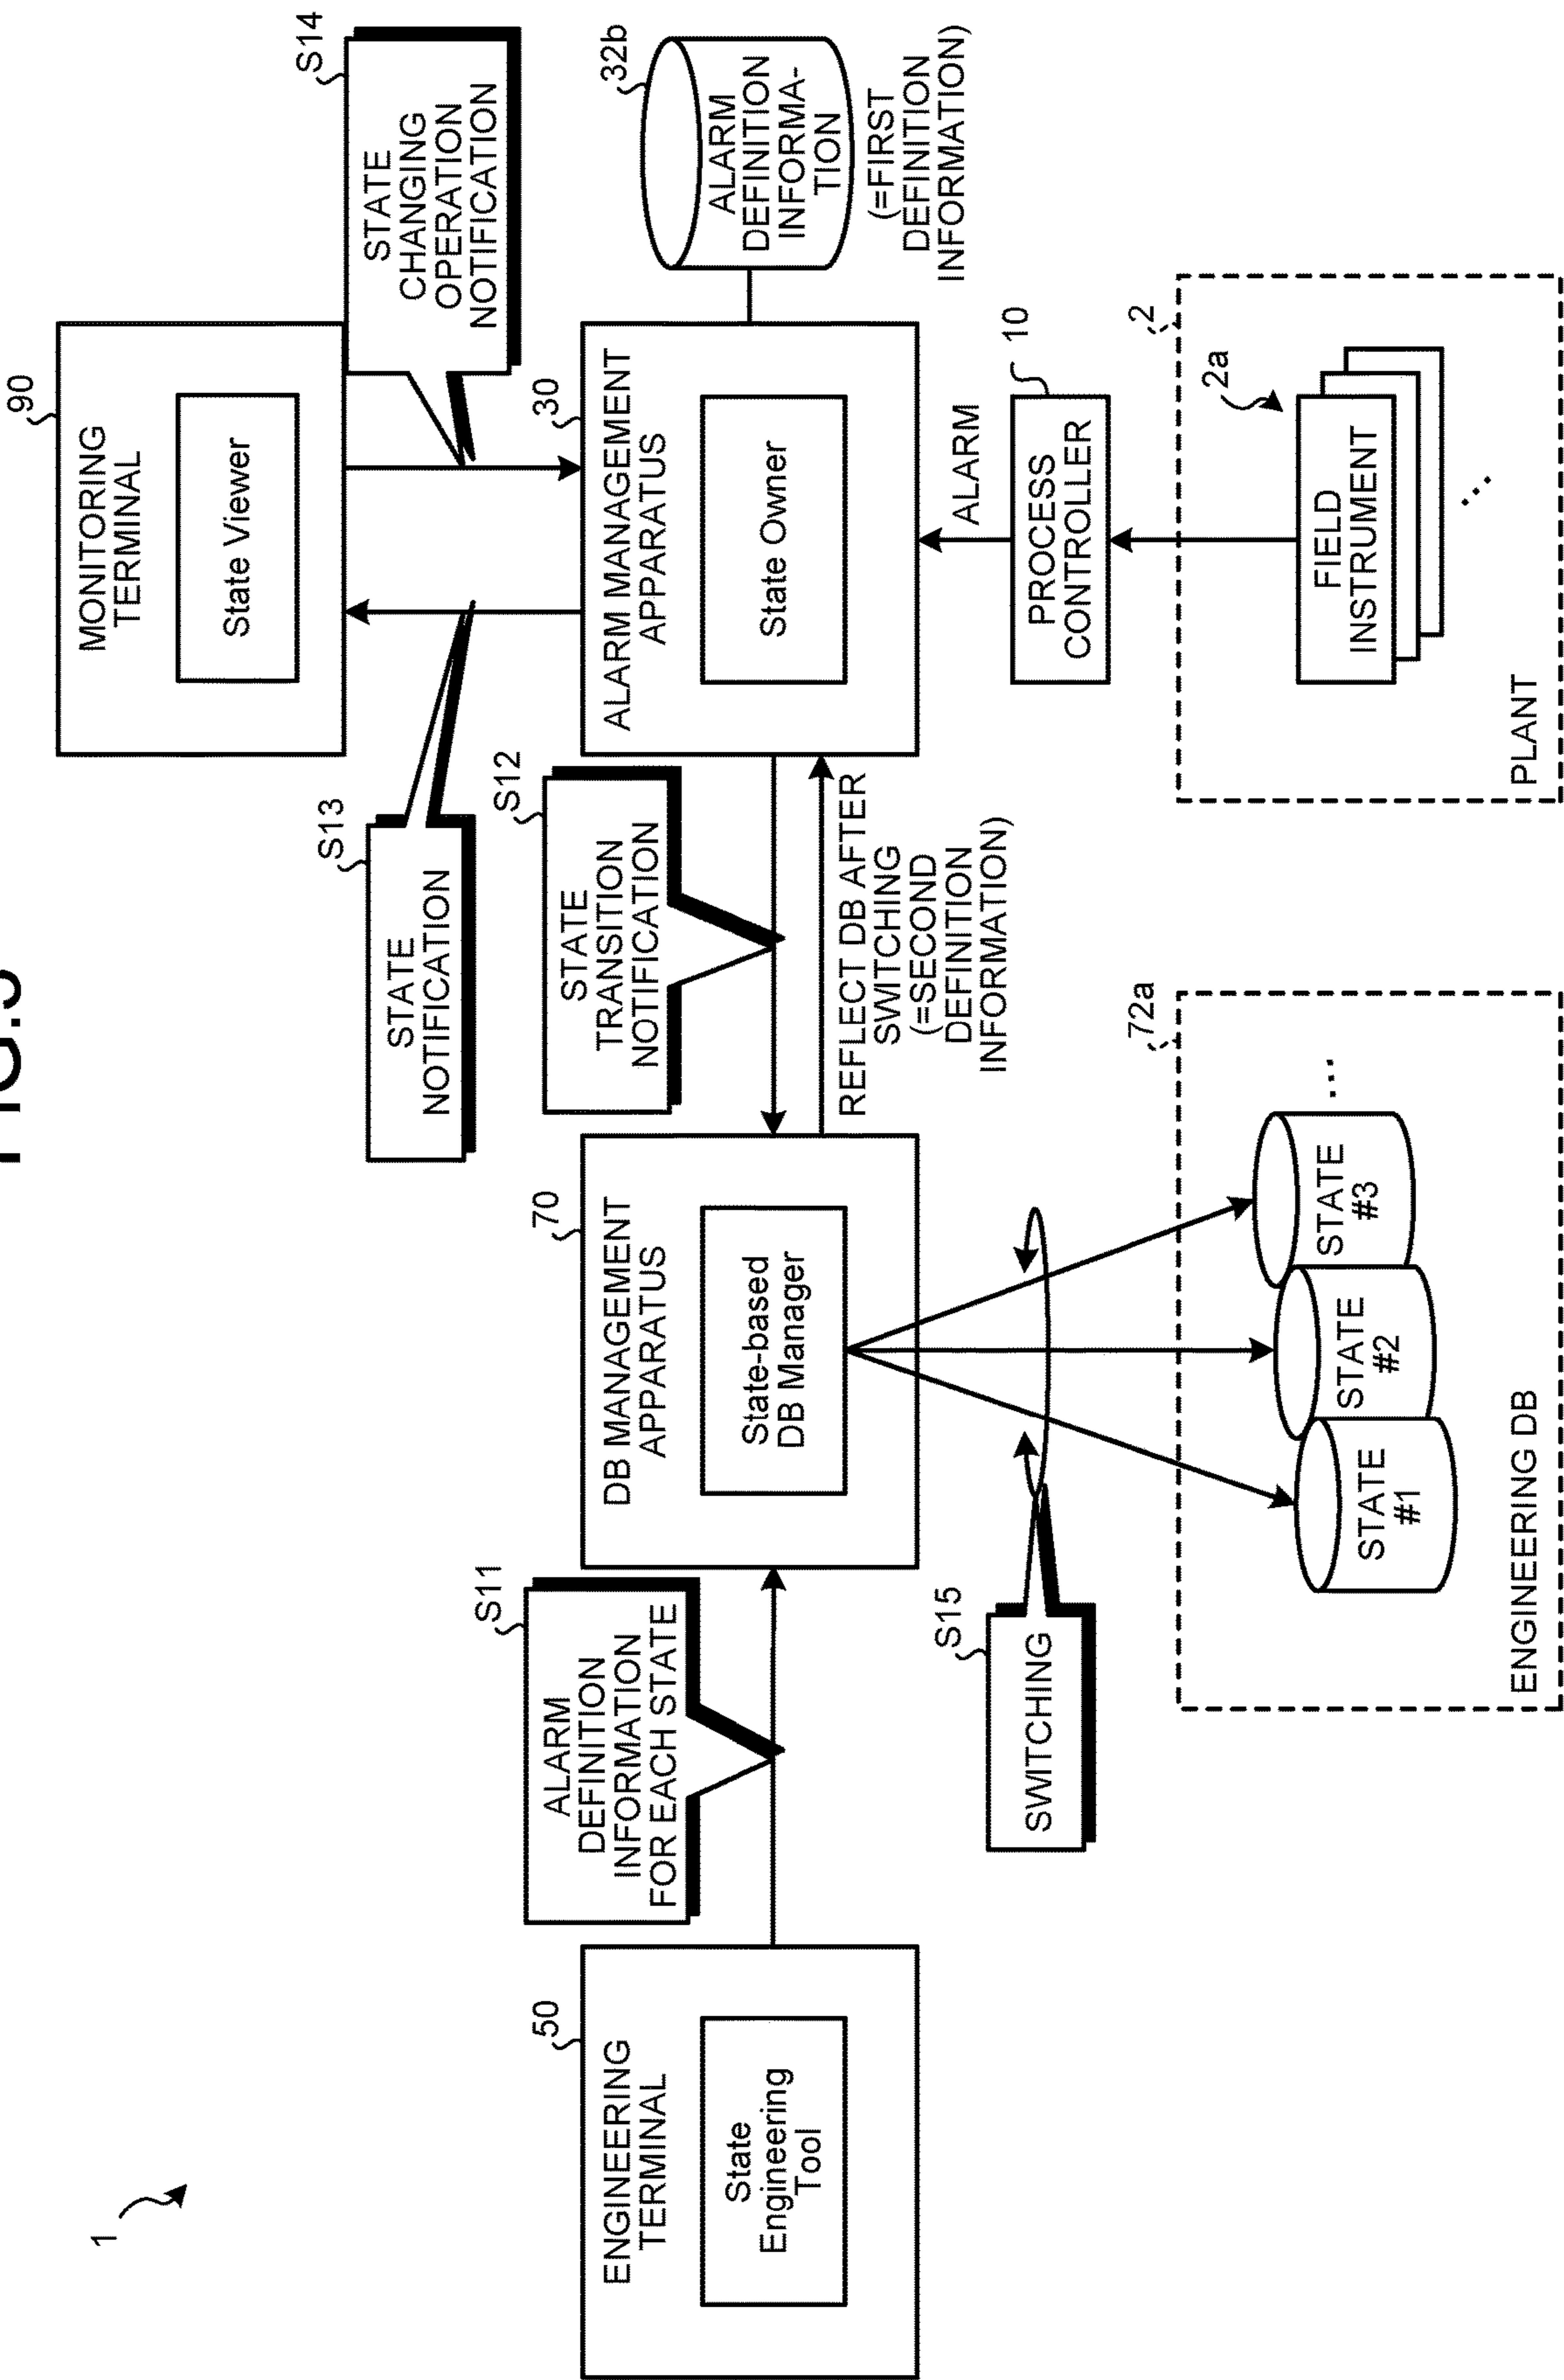 1
90
MONITORING
TERMINAL
State Viewer
S14
STATE
CHANGING
OPERATION
NOTIFICATION
S13
STATE
NOTIFICATION
50
ENGINEERING
TERMINAL
State
Engineering
Tool
S11
ALARM
DEFINITION
INFORMATION
FOR EACH STATE
70
DB MANAGEMENT
APPARATUS
State-based
DB Manager
S12
STATE
TRANSITION
NOTIFICATION
REFLECT DB AFTER
SWITCHING
(=SECOND
DEFINITION
INFORMATION)
30
ALARM MANAGEMENT
APPARATUS
State Owner
32b
ALARM
DEFINITION
INFORMA-
TION
(=FIRST
DEFINITION
INFORMATION)
S15
SWITCHING
ALARM
10
PROCESS
CONTROLLER
72a
STATE
#1
STATE
#2
STATE
#3
...
ENGINEERING DB
2
2a
FIELD
INSTRUMENT
...
PLANT